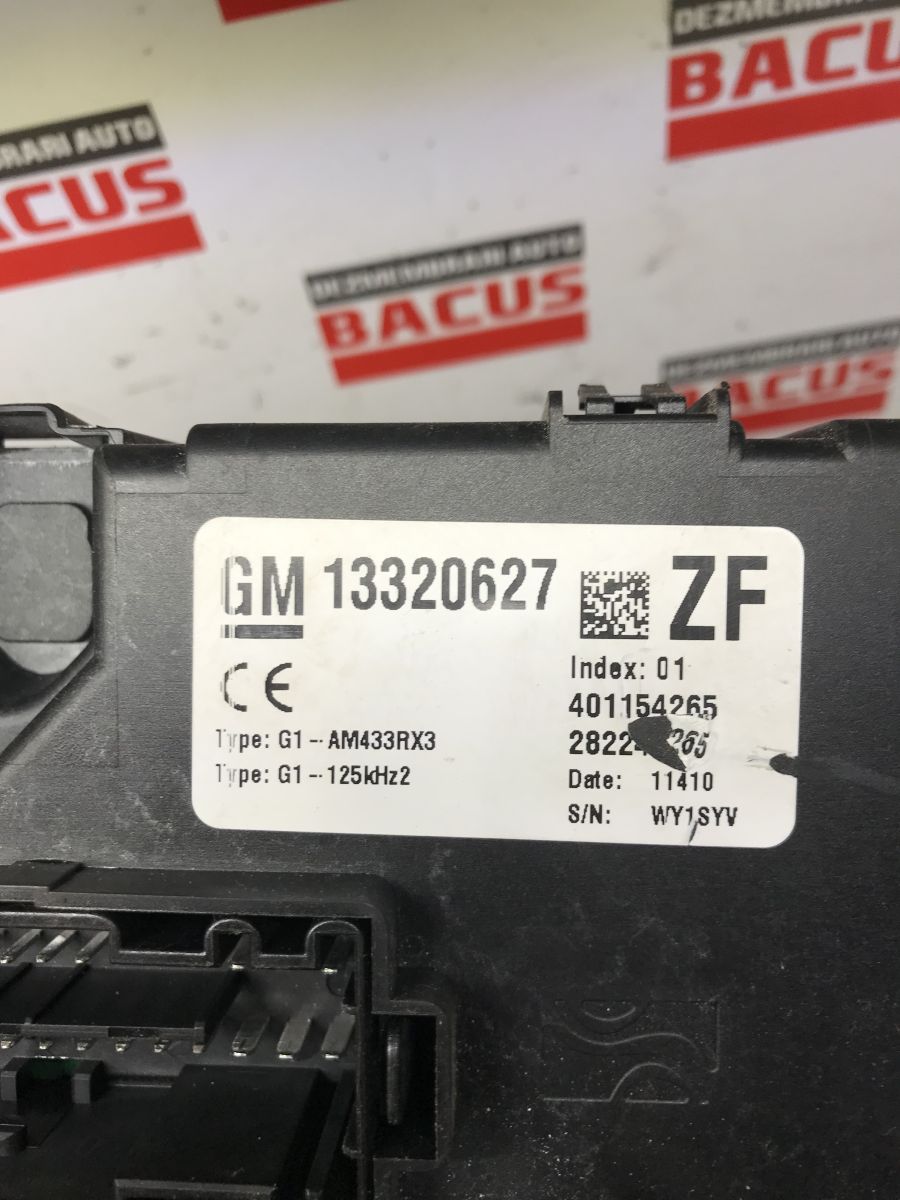 DEZMEMBRARI AUTO
BACUS
BACUS
DEZMEMBRARI AUTO
BACUS
DEZMEMBRARI AUTO
BACUS
GM 13320627
ZF
CE
Index: 01
401154265
Type: G1 -- AM433RX3
Type: G1 -- 125kHz2
Date: 11410
S/N: WY1SYV